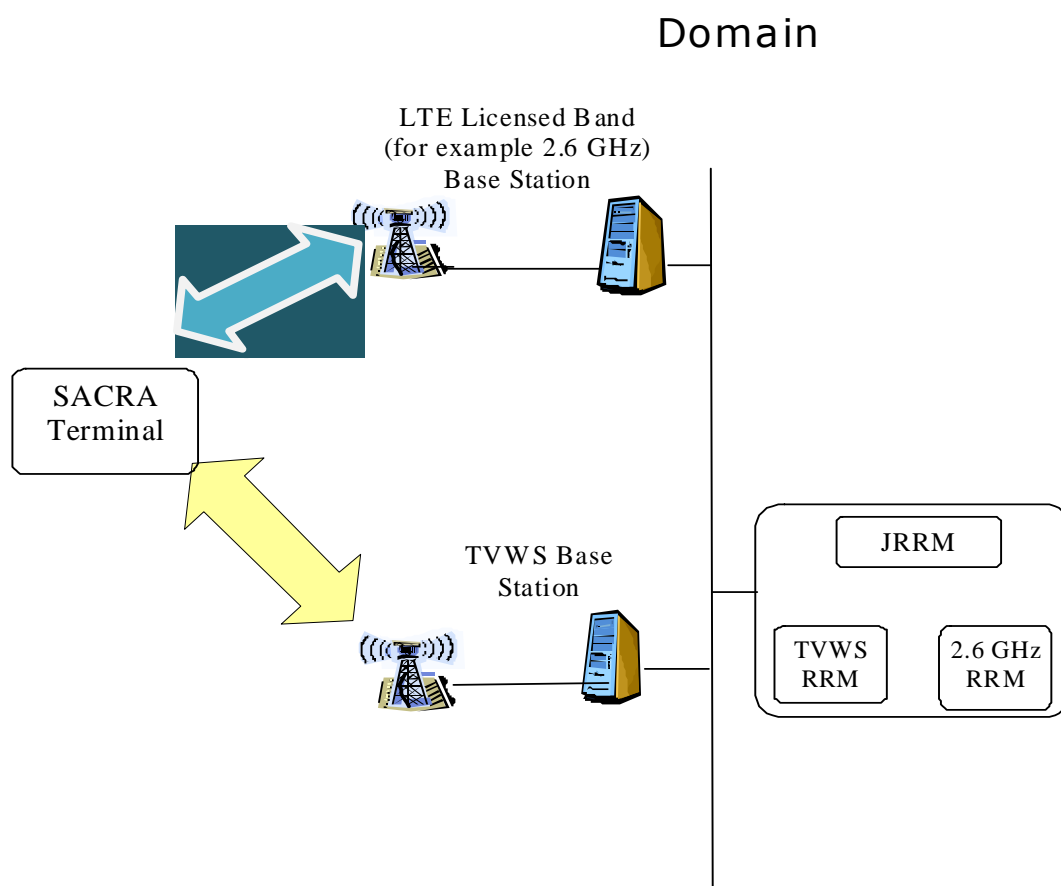 Domain
LTE Licensed Band
(for example 2.6 GHz)
Base Station
SACRA
Terminal
TVWS Base
Station
JRRM
TVWS
RRM
2.6 GHz
RRM